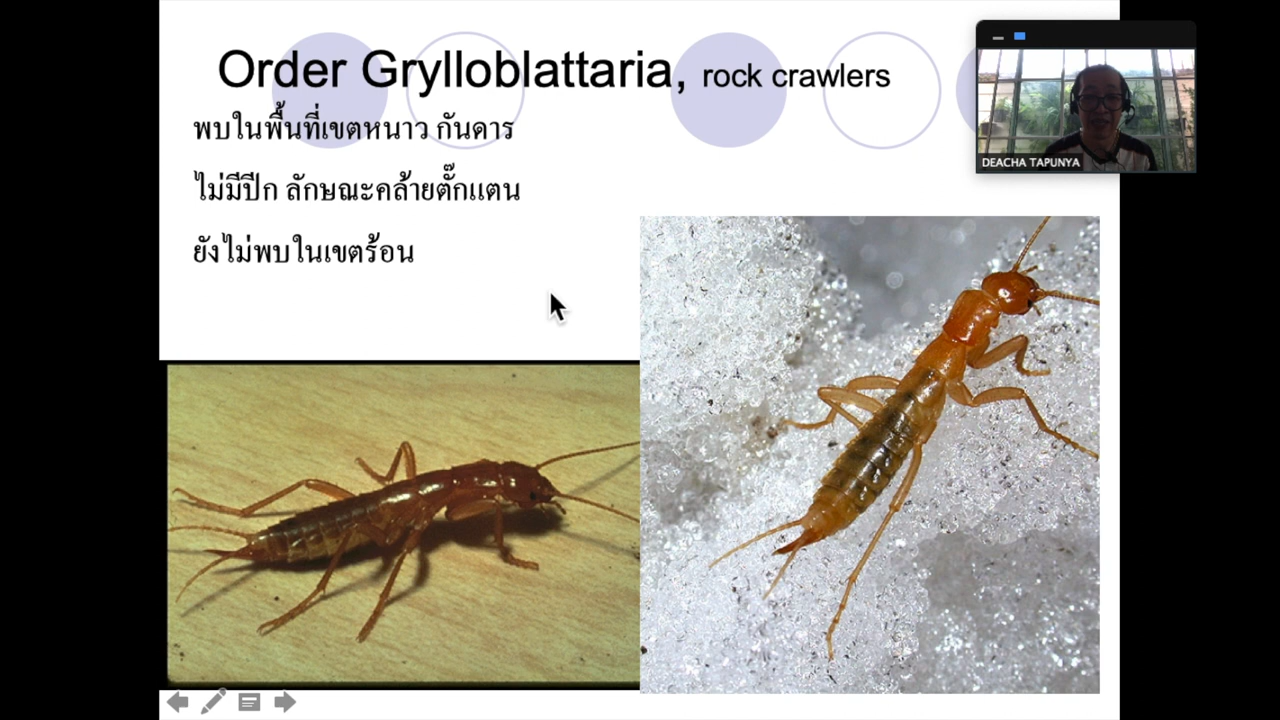 Order Grylloblattaria, rock crawlers
พบในพื้นที่เขตหนาว กันดาร
ไม่มีปีก ลักษณะคล้ายตั๊กแตน
ยังไม่พบในเขตร้อน
DEACHA TAPUNYA